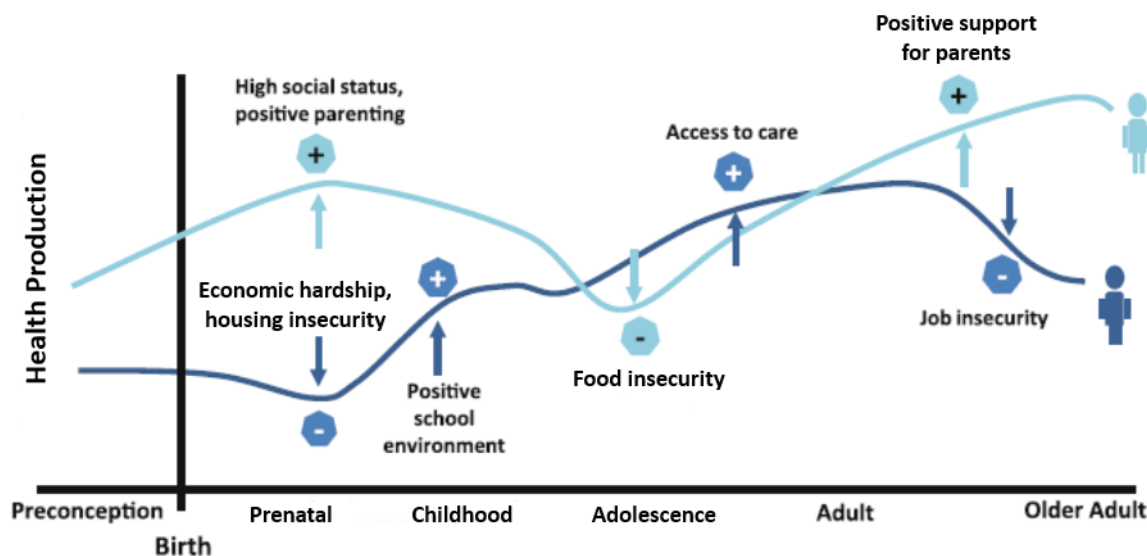 Positive support
for parents
High social status,
positive parenting
+
+
Access to care
+
Health Production
Economic hardship,
housing insecurity
+
-
Job insecurity
-
Food insecurity
Positive
school
environment
-
Preconception
Prenatal
Childhood
Adolescence
Adult
Older Adult
Birth